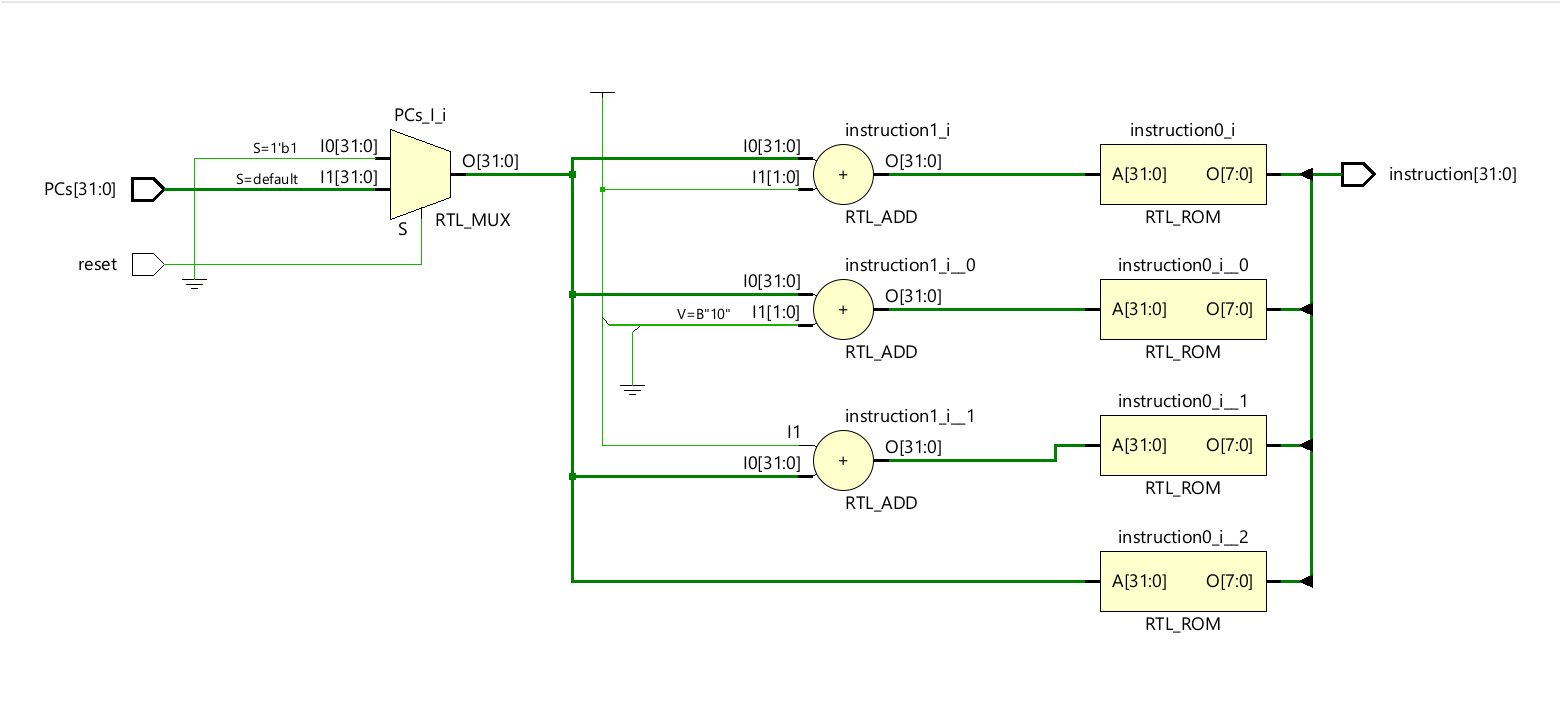 PCs_I_i
S=1'b1
I0[31:0]
S=default
I1[31:0]
O[31:0]
S
RTL_MUX
PCs[31:0]
reset
instruction1_i
I0[31:0]
I1[1:0]
O[31:0]
RTL_ADD
instruction0_i
A[31:0]
O[7:0]
RTL_ROM
instruction[31:0]
instruction1_i__0
I0[31:0]
V=B"10"
I1[1:0]
O[31:0]
RTL_ADD
instruction0_i__0
A[31:0]
O[7:0]
RTL_ROM
instruction1_i__1
I1
I0[31:0]
O[31:0]
RTL_ADD
instruction0_i__1
A[31:0]
O[7:0]
RTL_ROM
instruction0_i__2
A[31:0]
O[7:0]
RTL_ROM